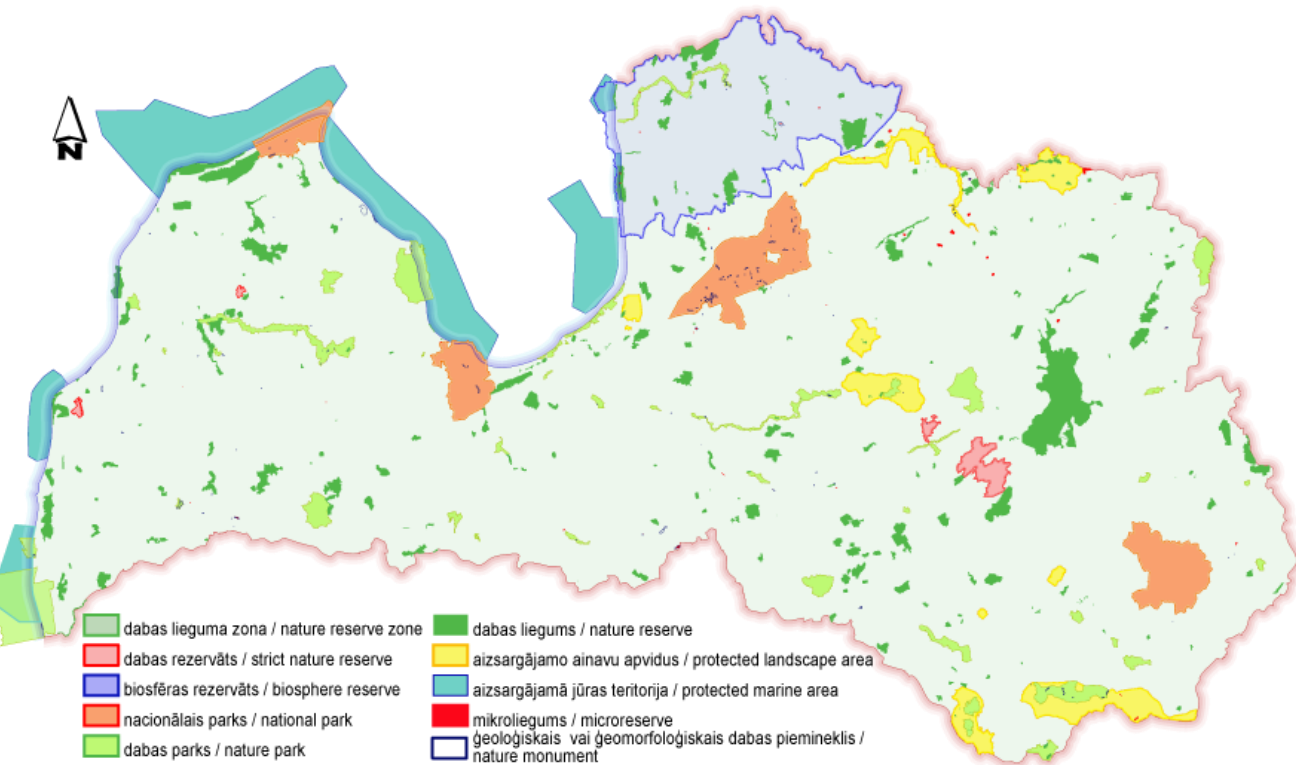 N
dabas lieguma zona / nature reserve zone
dabas rezervāts / strict nature reserve
biosfēras rezervāts / biosphere reserve
nacionālais parks / national park
dabas parks / nature park
dabas liegums / nature reserve
aizsargājamo ainavu apvidus / protected landscape area
aizsargājamā jūras teritorija / protected marine area
mikroliegums / microreserve
ģeoloģiskais vai ģeomorfoloģiskais dabas piemineklis /
nature monument